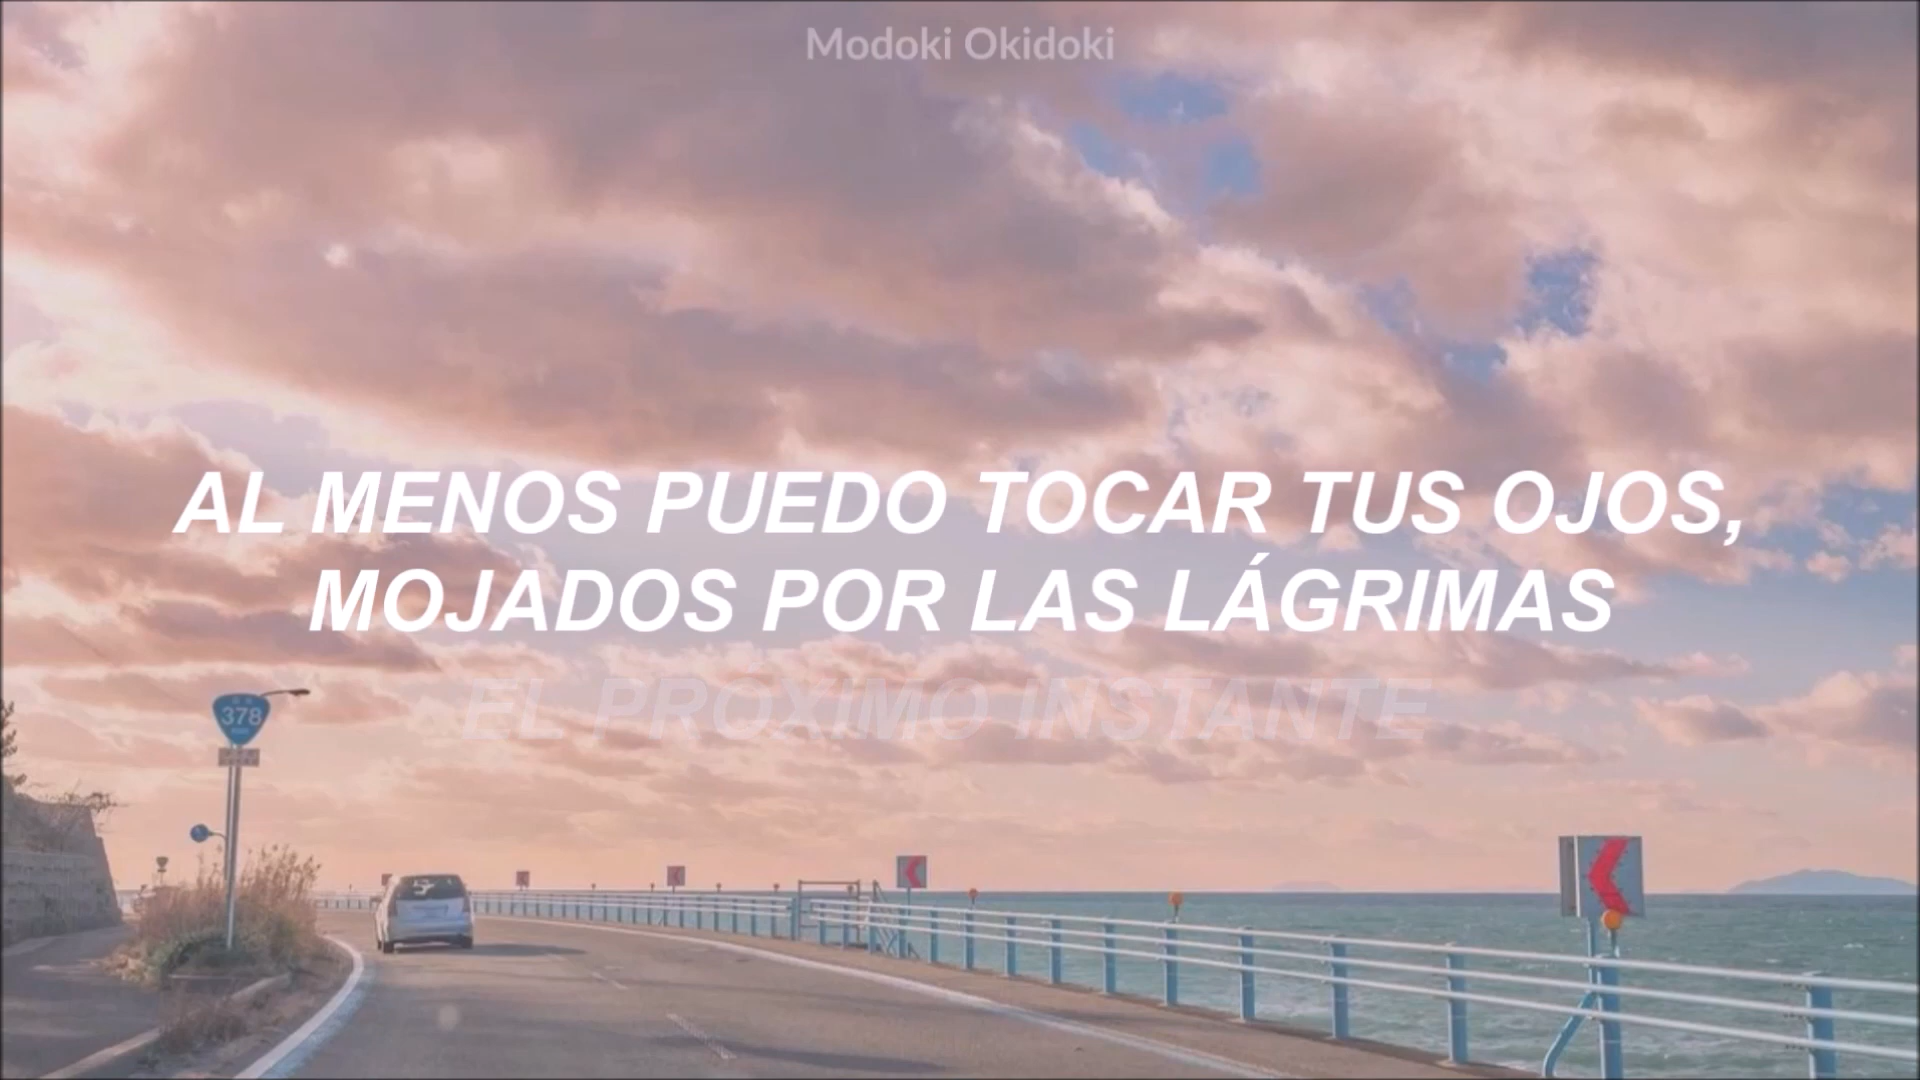 Modoki Okidoki
AL MENOS PUEDO TOCAR TUS OJOS,
MOJADOS POR LAS LÁGRIMAS
EL PRÓXIMO INSTANTE
378